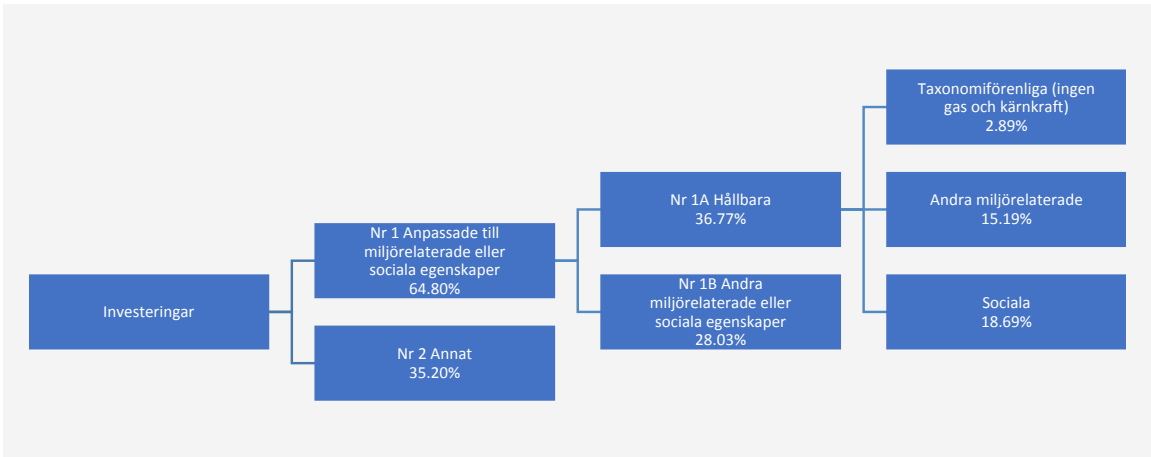 Investeringar
Nr 1 Anpassade till
miljörelaterade eller
sociala egenskaper
64.80%
Nr 2 Annat
35.20%
Nr 1A Hållbara
36.77%
Nr 1B Andra
miljörelaterade eller
sociala egenskaper
28.03%
Taxonomiförenliga (ingen
gas och kärnkraft)
2.89%
Andra miljörelaterade
15.19%
Sociala
18.69%